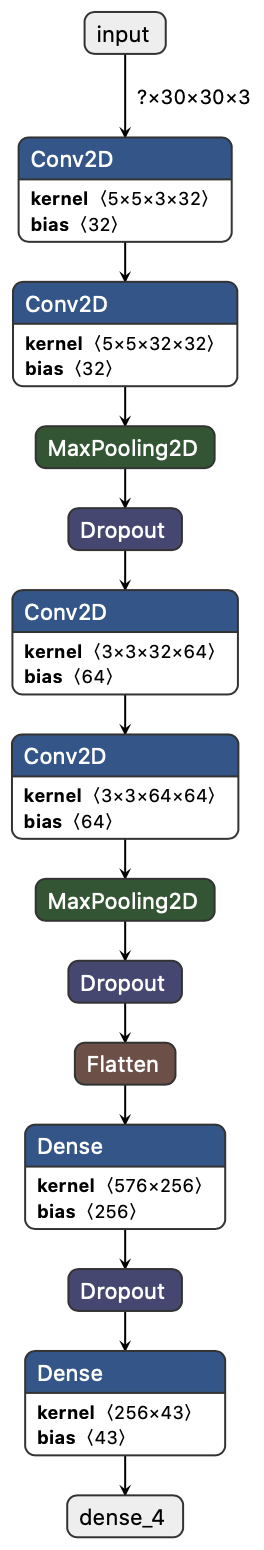 input
?×30×30×3
Conv2D
kernel ⟨5×5×3×32⟩
bias ⟨32⟩
Conv2D
kernel ⟨5×5×32×32⟩
bias ⟨32⟩
MaxPooling2D
Dropout
Conv2D
kernel ⟨3×3×32×64⟩
bias ⟨64⟩
Conv2D
kernel ⟨3×3×64×64⟩
bias ⟨64⟩
MaxPooling2D
Dropout
Flatten
Dense
kernel ⟨576×256⟩
bias ⟨256⟩
Dropout
Dense
kernel ⟨256×43⟩
bias ⟨43⟩
dense_4